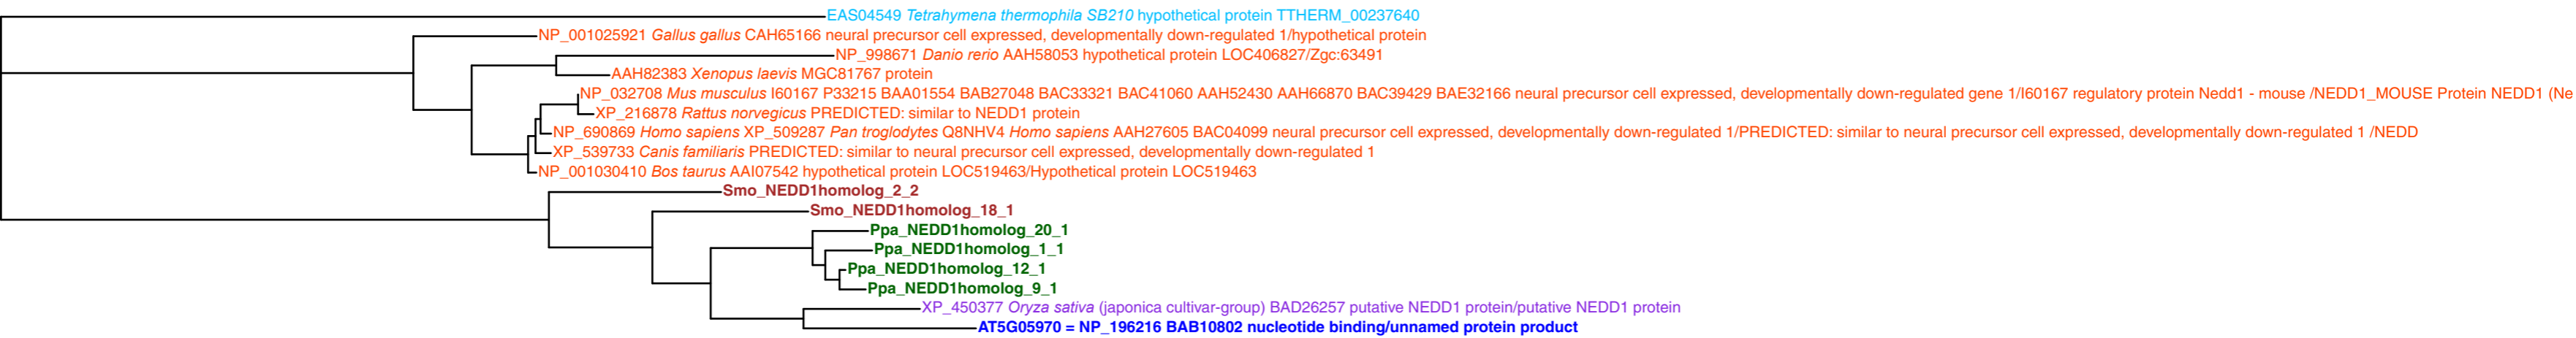 EAS04549 Tetrahymena thermophila SB210 hypothetical protein TTHERM_00237640
NP_001025921 Gallus gallus CAH65166 neural precursor cell expressed, developmentally down-regulated 1/hypothetical protein
NP_998671 Danio rerio AAH58053 hypothetical protein LOC406827/Zgc:63491
AAH82383 Xenopus laevis MGC81767 protein
NP_032708 Mus musculus I60167 P33215 BAA01554 BAB27048 BAC33321 BAC41060 AAH52430 AAH66870 BAC39429 BAE32166 neural precursor cell expressed, developmentally down-regulated gene 1/I60167 regulatory protein Nedd1 - mouse /NEDD1_MOUSE Protein NEDD1 (Ne
XP_216878 Rattus norvegicus PREDICTED: similar to NEDD1 protein
NP_690869 Homo sapiens XP_509287 Pan troglodytes Q8NHV4 Homo sapiens AAH27605 BAC04099 neural precursor cell expressed, developmentally down-regulated 1/PREDICTED: similar to neural precursor cell expressed, developmentally down-regulated 1 /NEDD
XP_539733 Canis familiaris PREDICTED: similar to neural precursor cell expressed, developmentally down-regulated 1
NP_001030410 Bos taurus AAI07542 hypothetical protein LOC519463/Hypothetical protein LOC519463
Smo_NEDD1homolog_2_2
Smo_NEDD1homolog_18_1
Ppa_NEDD1homolog_20_1
Ppa_NEDD1homolog_1_1
Ppa_NEDD1homolog_12_1
Ppa_NEDD1homolog_9_1
XP_450377 Oryza sativa (japonica cultivar-group) BAD26257 putative NEDD1 protein/putative NEDD1 protein
AT5G05970 = NP_196216 BAB10802 nucleotide binding/unnamed protein product